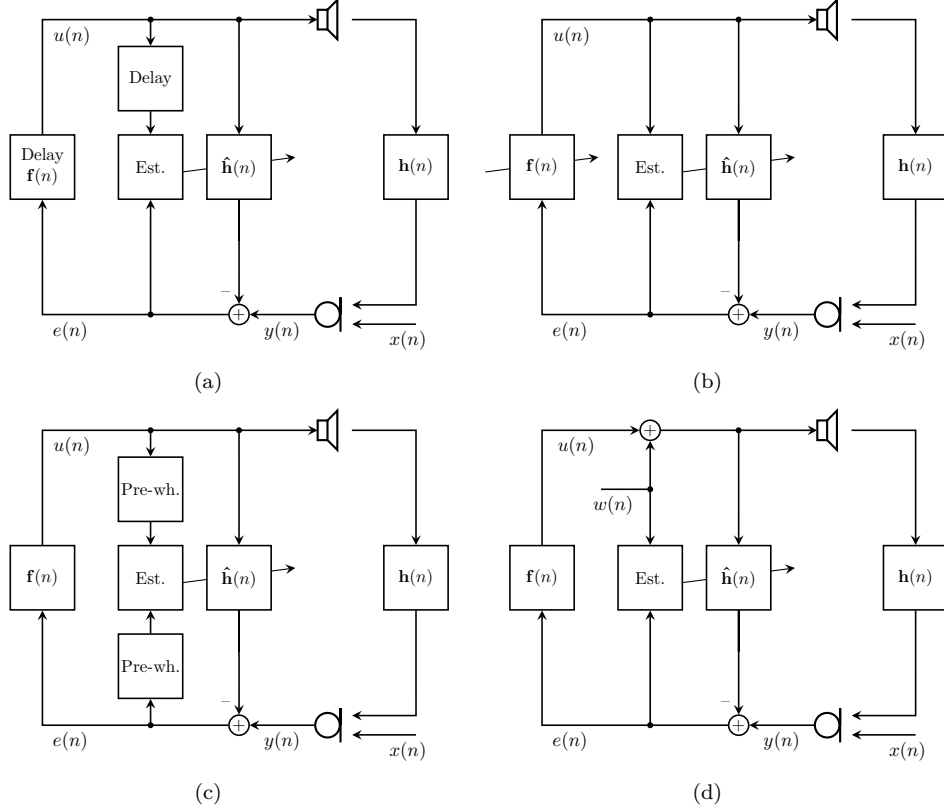 u(n)
Delay
Delay
f(n)
Est.
ĥ(n)
h(n)
−
+
e(n)
y(n)
x(n)
(a)
u(n)
f(n)
Est.
ĥ(n)
h(n)
−
+
e(n)
y(n)
x(n)
(b)
u(n)
Pre-wh.
f(n)
Est.
ĥ(n)
h(n)
Pre-wh.
−
+
e(n)
y(n)
x(n)
(c)
u(n)
+
w(n)
f(n)
Est.
ĥ(n)
h(n)
−
+
e(n)
y(n)
x(n)
(d)